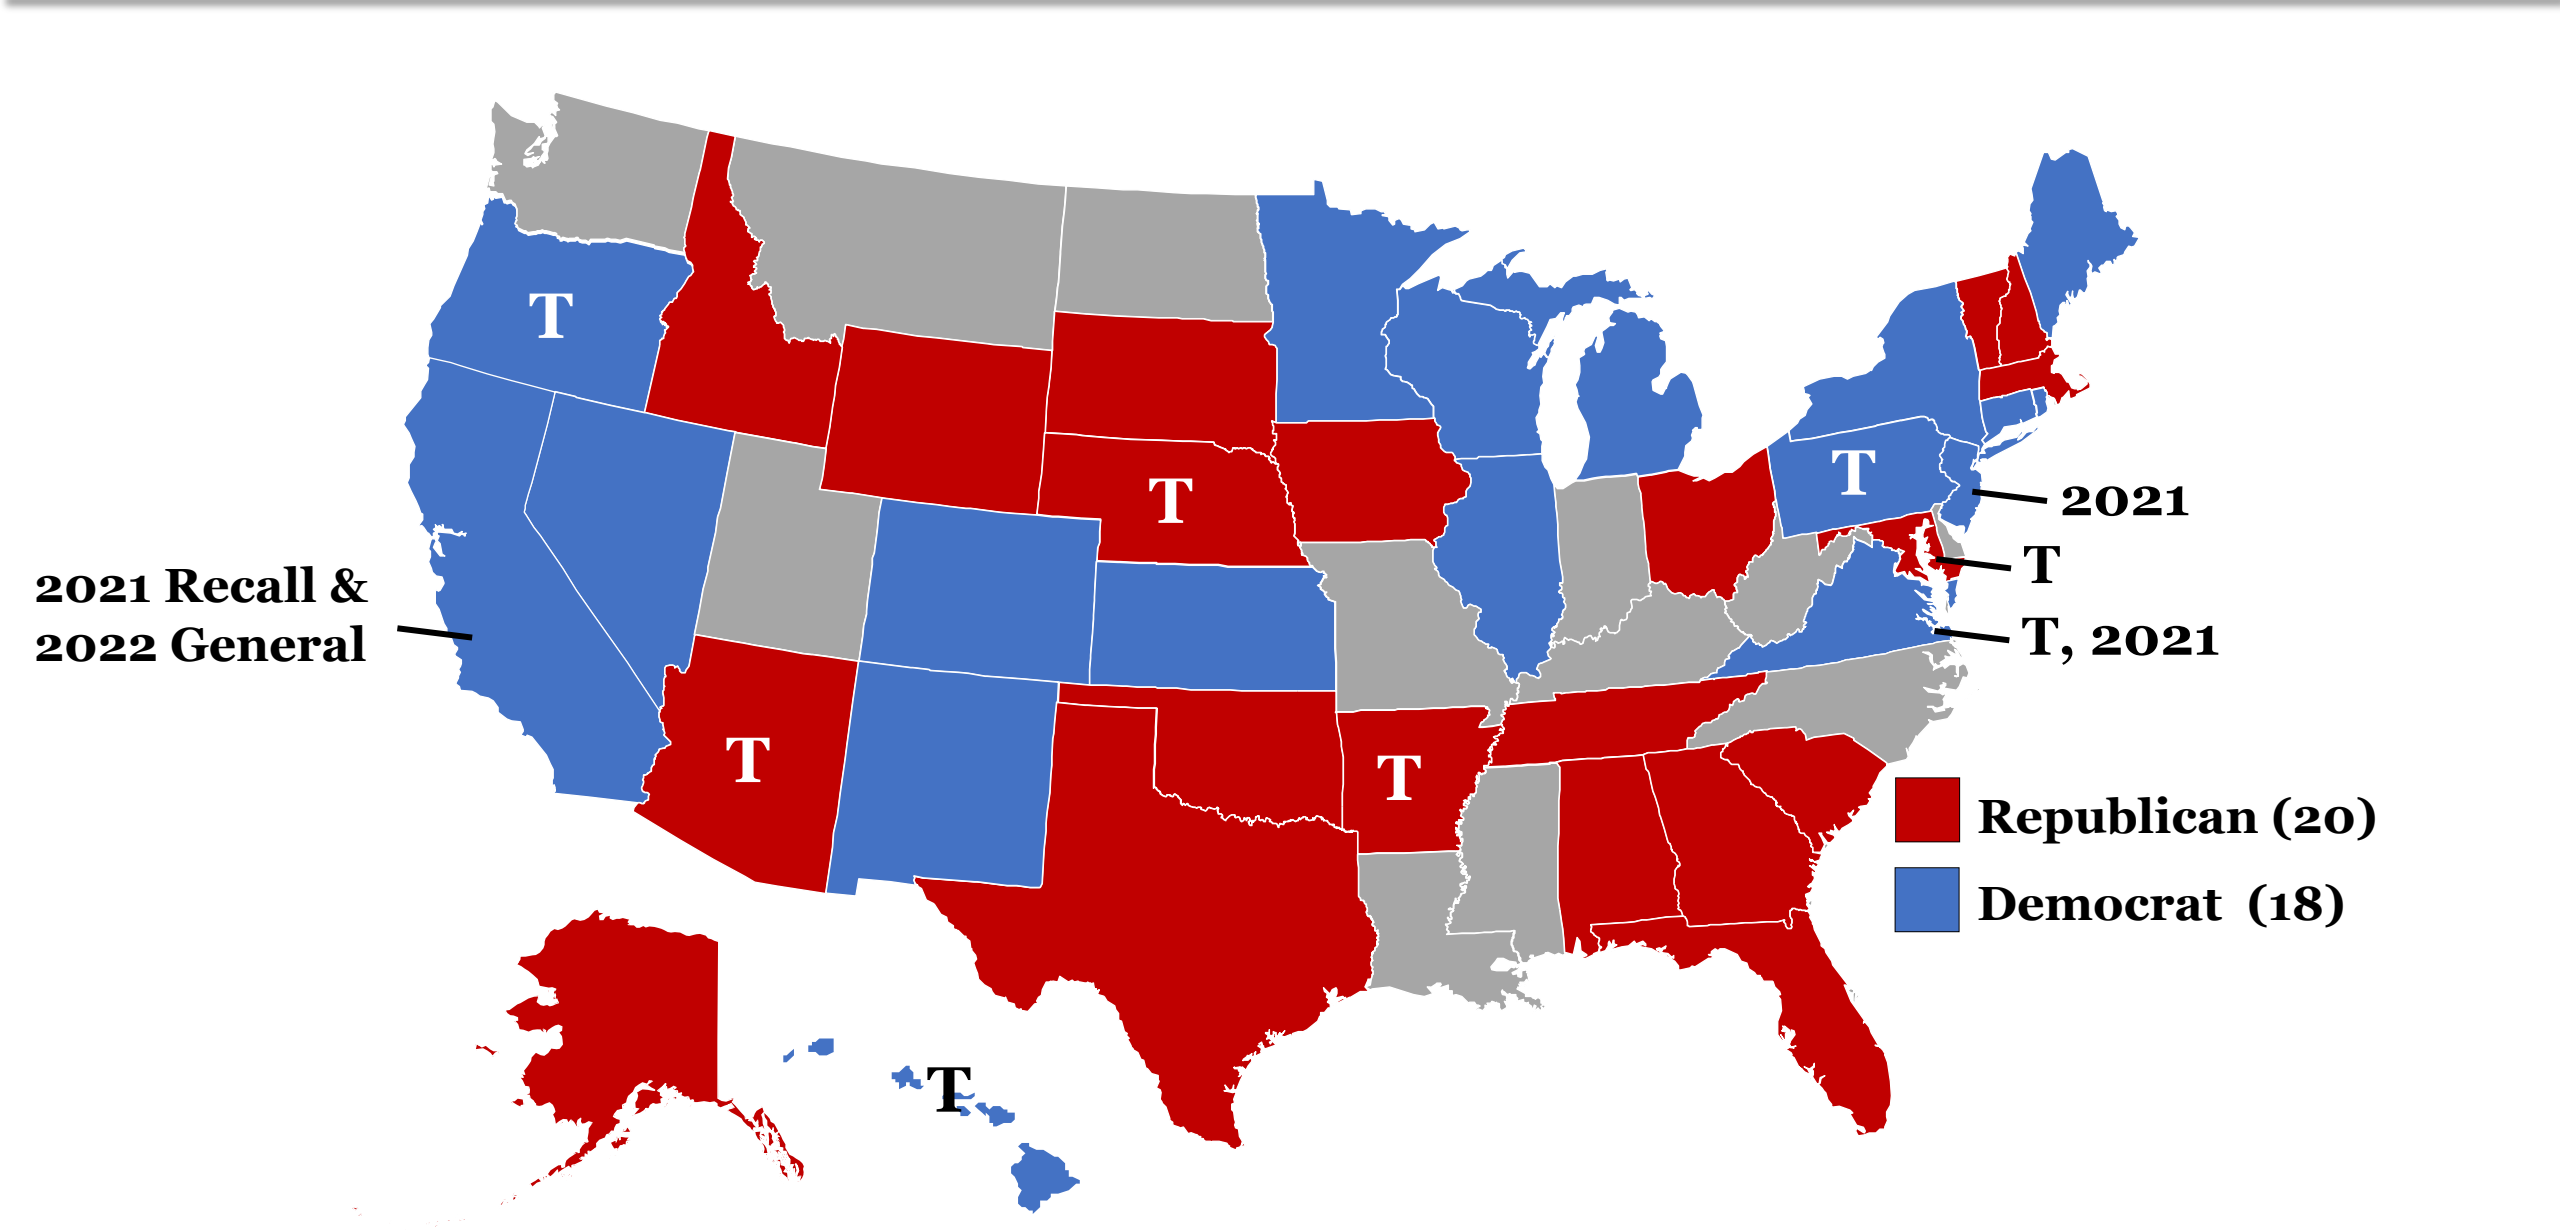 T
T
T
2021
T
2021 Recall &
2022 General
T, 2021
T
T
Republican (20)
Democrat (18)
T